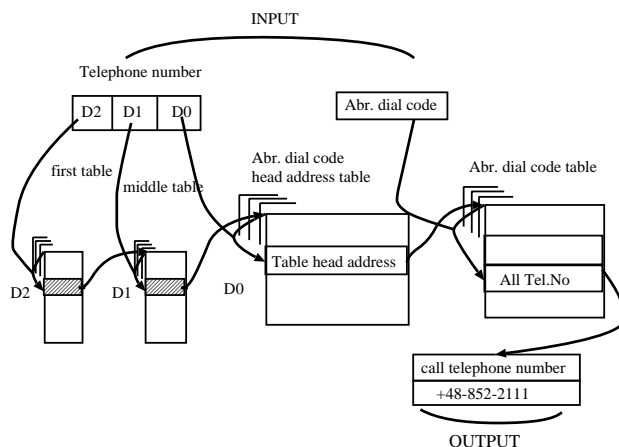 INPUT
Telephone number
D2 D1 D0
Abr. dial code
first table
middle table
Abr. dial code
head address table
Abr. dial code table
D2
D1
D0
Table head address
All Tel.No
call telephone number
+48-852-2111
OUTPUT